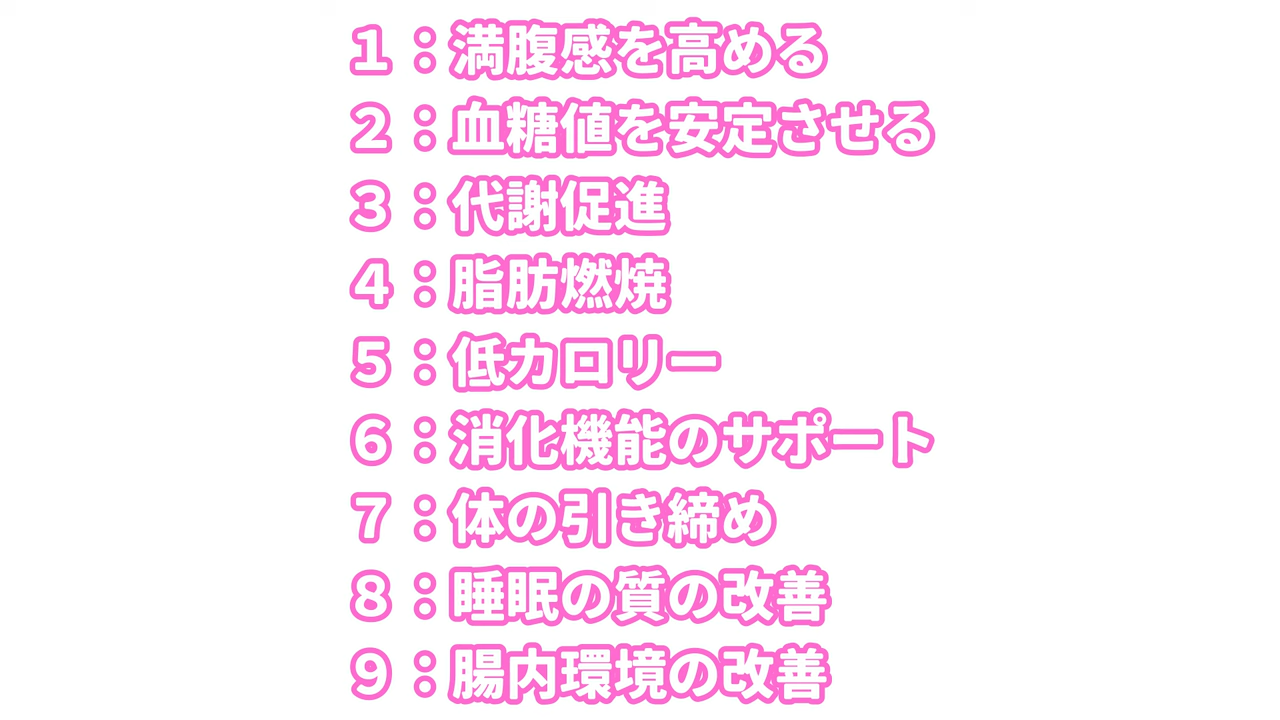 １：満腹感を高める
２：血糖値を安定させる
３：代謝促進
４：脂肪燃焼
５：低カロリー
６：消化機能のサポート
７：体の引き締め
８：睡眠の質の改善
９：腸内環境の改善